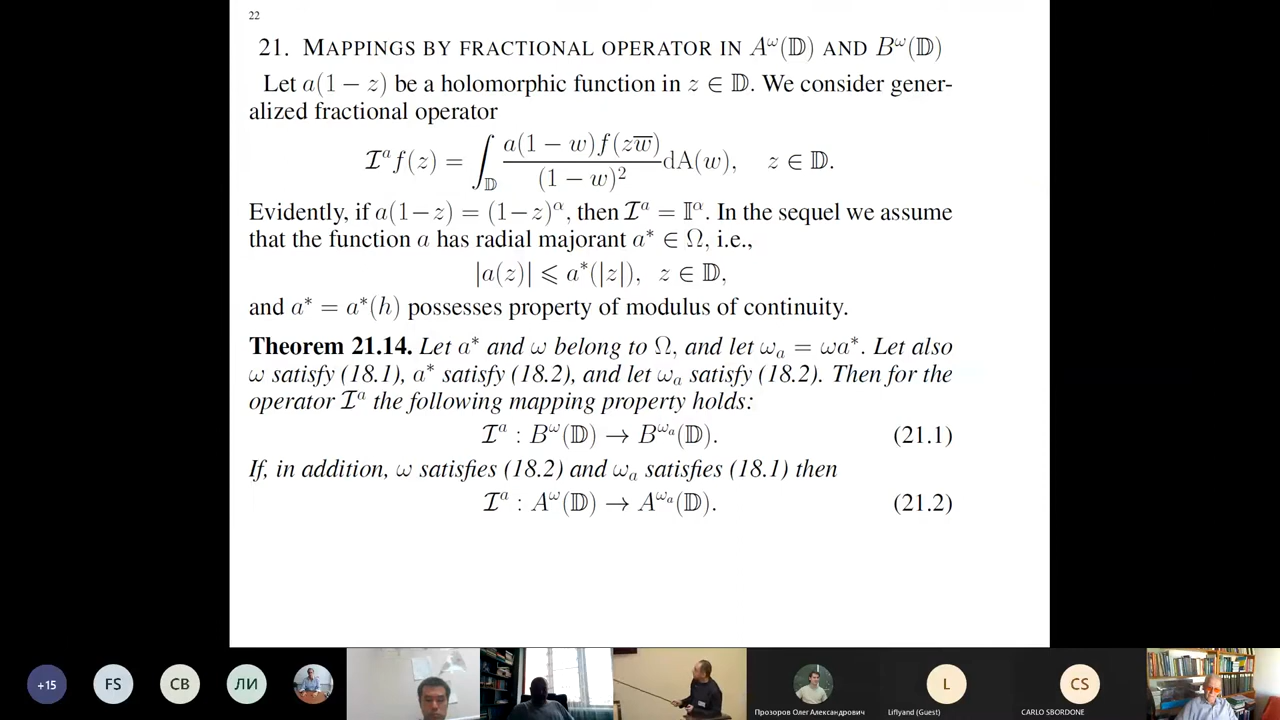 22
21. MAPPINGS BY FRACTIONAL OPERATOR IN A^ω(𝔻) AND B^ω(𝔻)
Let a(1 − z) be a holomorphic function in z ∈ 𝔻. We consider gener-
alized fractional operator
ℐ^a f(z) = ∫_𝔻 a(1 − w)f(z w̅) / (1 − w)² dA(w), z ∈ 𝔻.
Evidently, if a(1−z) = (1−z)^α, then ℐ^a = 𝕀^α. In the sequel we assume
that the function a has radial majorant a* ∈ Ω, i.e.,
|a(z)| ⩽ a*(|z|), z ∈ 𝔻,
and a* = a*(h) possesses property of modulus of continuity.
Theorem 21.14. Let a* and ω belong to Ω, and let ω_a = ωa*. Let also
ω satisfy (18.1), a* satisfy (18.2), and let ω_a satisfy (18.2). Then for the
operator ℐ^a the following mapping property holds:
ℐ^a : B^ω(𝔻) → B^{ω_a}(𝔻). (21.1)
If, in addition, ω satisfies (18.2) and ω_a satisfies (18.1) then
ℐ^a : A^ω(𝔻) → A^{ω_a}(𝔻). (21.2)
+15 FS СВ ЛИ L CS
Прозоров Олег Александрович Liflyand (Guest) CARLO SBORDONE